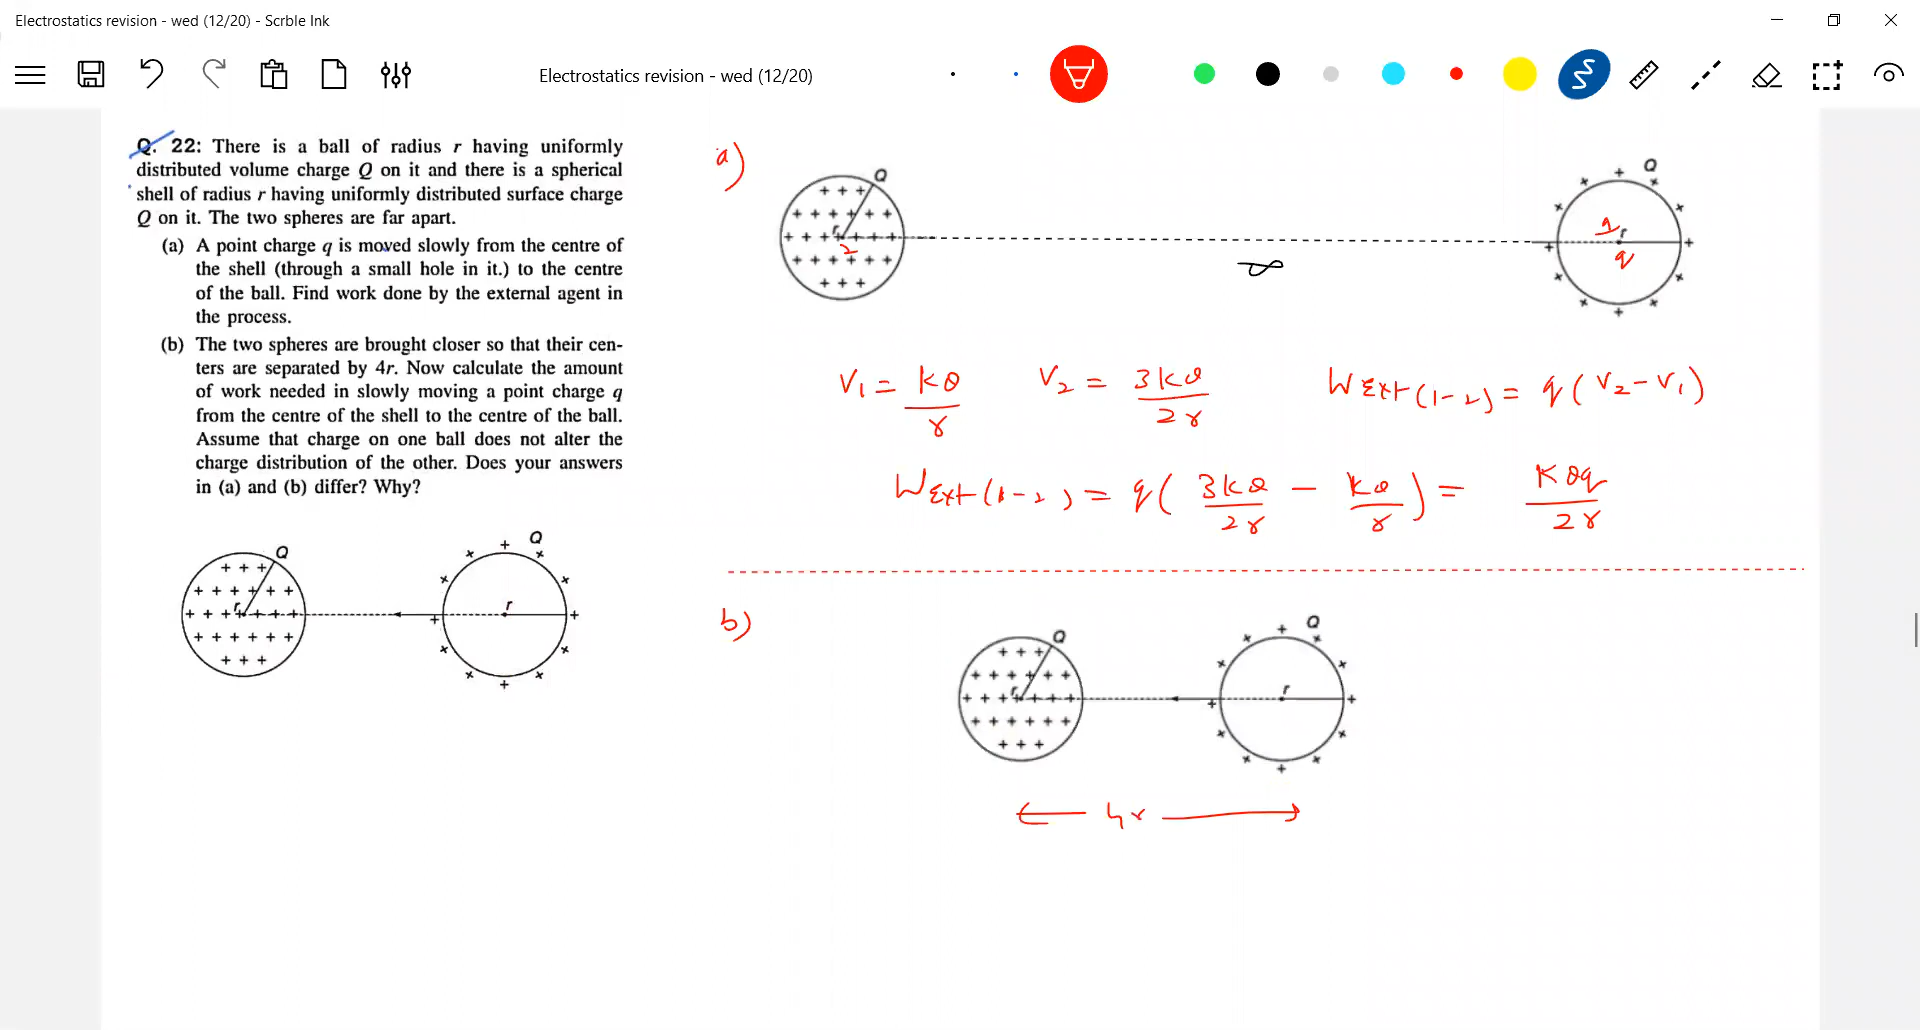 Electrostatics revision - wed (12/20) - Scrble Ink
Electrostatics revision - wed (12/20)
Q. 22: There is a ball of radius r having uniformly
distributed volume charge Q on it and there is a spherical
shell of radius r having uniformly distributed surface charge
Q on it. The two spheres are far apart.
(a) A point charge q is moved slowly from the centre of
the shell (through a small hole in it.) to the centre
of the ball. Find work done by the external agent in
the process.
(b) The two spheres are brought closer so that their cen-
ters are separated by 4r. Now calculate the amount
of work needed in slowly moving a point charge q
from the centre of the shell to the centre of the ball.
Assume that charge on one ball does not alter the
charge distribution of the other. Does your answers
in (a) and (b) differ? Why?
Q
r
Q
r
a)
Q
r
2
∞
Q
1
r
q
V1 = KQ/r V2 = 3KQ/2r WExt(1-2) = q(V2-V1)
WExt(1-2) = q(3KQ/2r - KQ/r) = KQq/2r
b)
Q
r
Q
r
4r